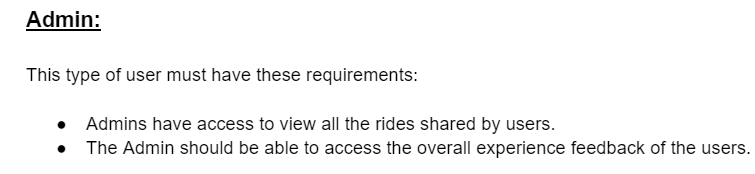 Admin:
This type of user must have these requirements:
● Admins have access to view all the rides shared by users.
● The Admin should be able to access the overall experience feedback of the users.